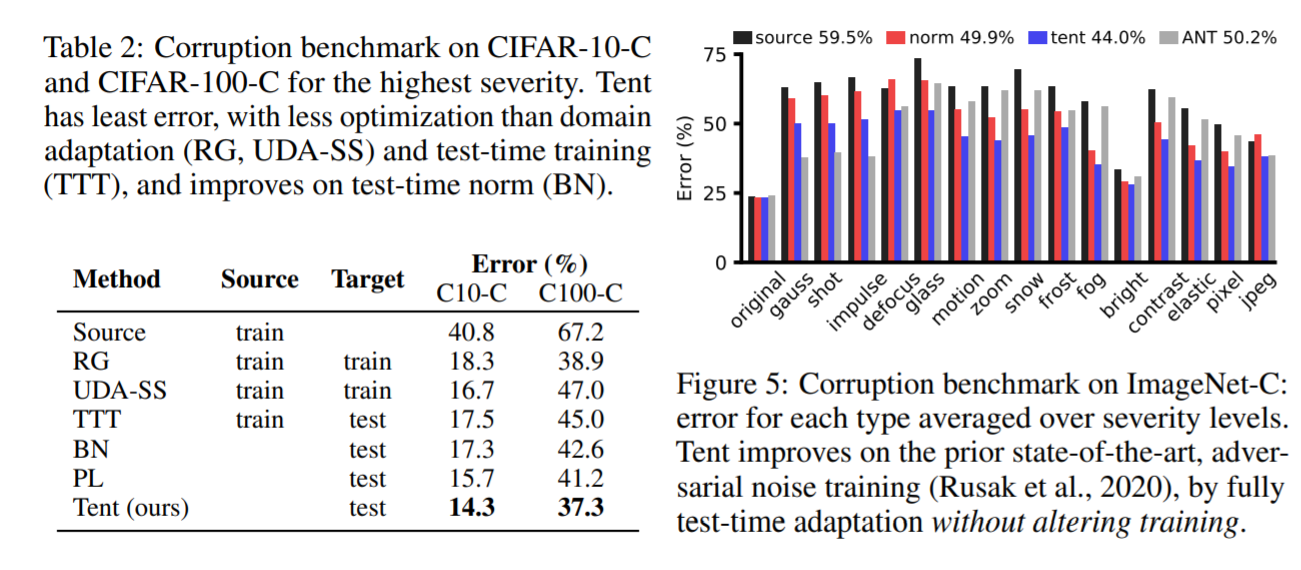 Table 2: Corruption benchmark on CIFAR-10-C
and CIFAR-100-C for the highest severity. Tent
has least error, with less optimization than domain
adaptation (RG, UDA-SS) and test-time training
(TTT), and improves on test-time norm (BN).
Method Source Target Error (%)
C10-C C100-C
Source train 40.8 67.2
RG train train 18.3 38.9
UDA-SS train train 16.7 47.0
TTT train test 17.5 45.0
BN test 17.3 42.6
PL test 15.7 41.2
Tent (ours) test 14.3 37.3
source 59.5% norm 49.9% tent 44.0% ANT 50.2%
75
50
25
0
Error (%)
original
gauss
shot
impulse
defocus
glass
motion
zoom
snow
frost
fog
bright
contrast
elastic
pixel
jpeg
Figure 5: Corruption benchmark on ImageNet-C:
error for each type averaged over severity levels.
Tent improves on the prior state-of-the-art, adver-
sarial noise training (Rusak et al., 2020), by fully
test-time adaptation without altering training.